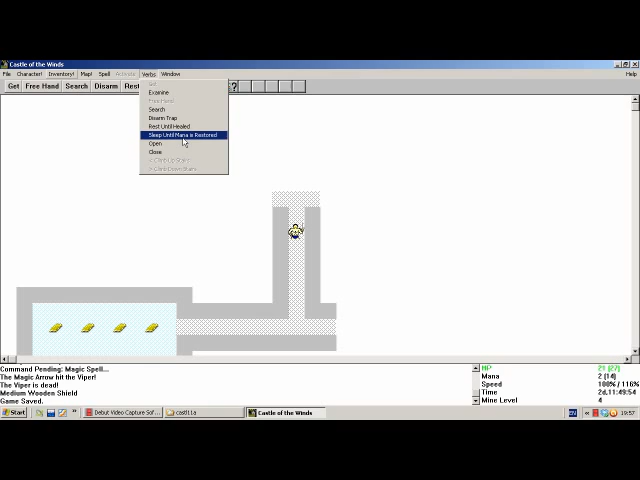 Castle of the Winds
File Character! Inventory! Map! Spell Activate Verbs Window Help
Get Free Hand Search Disarm Rest ?
Get
Examine
Free Hand
Search
Disarm Trap
Rest Until Healed
Sleep Until Mana is Restored
Open
Close
< Climb Up Stairs
> Climb Down Stairs
Command Pending: Magic Spell...
The Magic Arrow hit the Viper!
The Viper is dead!
Medium Wooden Shield
Game Saved.
HP 21 (27)
Mana 2 (14)
Speed 100% / 116%
Time 2d,11:49:54
Mine Level 4
Start Debut Video Capture Sof... Castle of the Winds EN 19:57